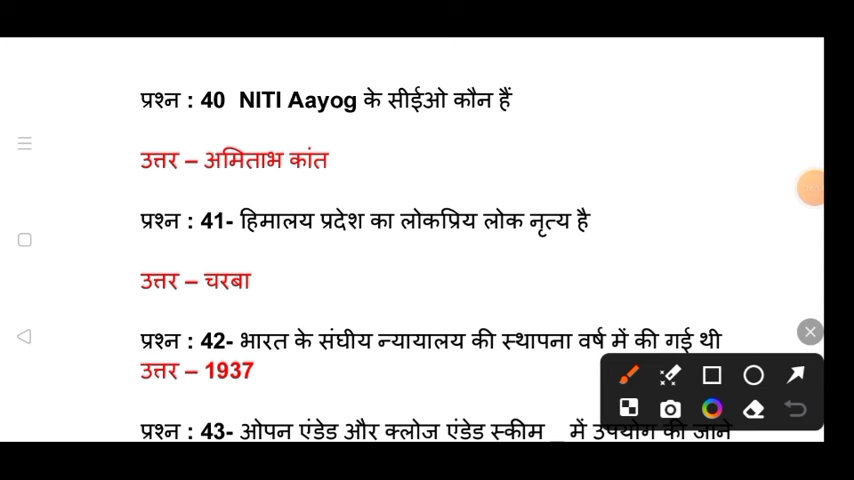 प्रश्न : 40 NITI Aayog के सीईओ कौन हैं
उत्तर – अमिताभ कांत
प्रश्न : 41- हिमालय प्रदेश का लोकप्रिय लोक नृत्य है
उत्तर – चरबा
प्रश्न : 42- भारत के संघीय न्यायालय की स्थापना वर्ष में की गई थी
उत्तर – 1937
प्रश्न : 43- ओपन एंडेड और क्लोज एंडेड स्कीम _ में उपयोग की जाने